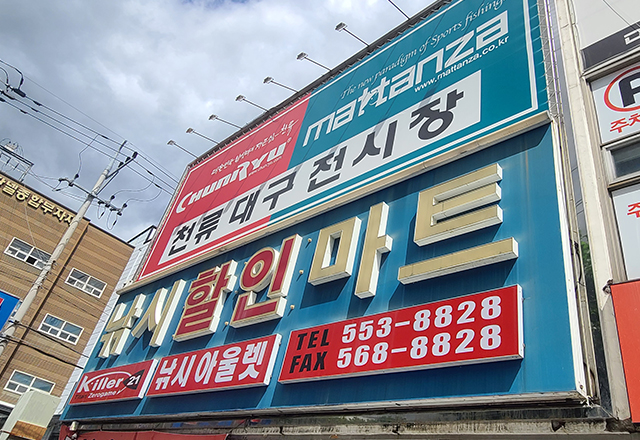 The new paradigm of Sports fishing
mattanza
www.mattanza.co.kr
CHUNRYU
천류 대구 전시장
낚시할인마트
Killer 21
Zerogame
낚시아울렛
TEL 553-8828
FAX 568-8828
주차